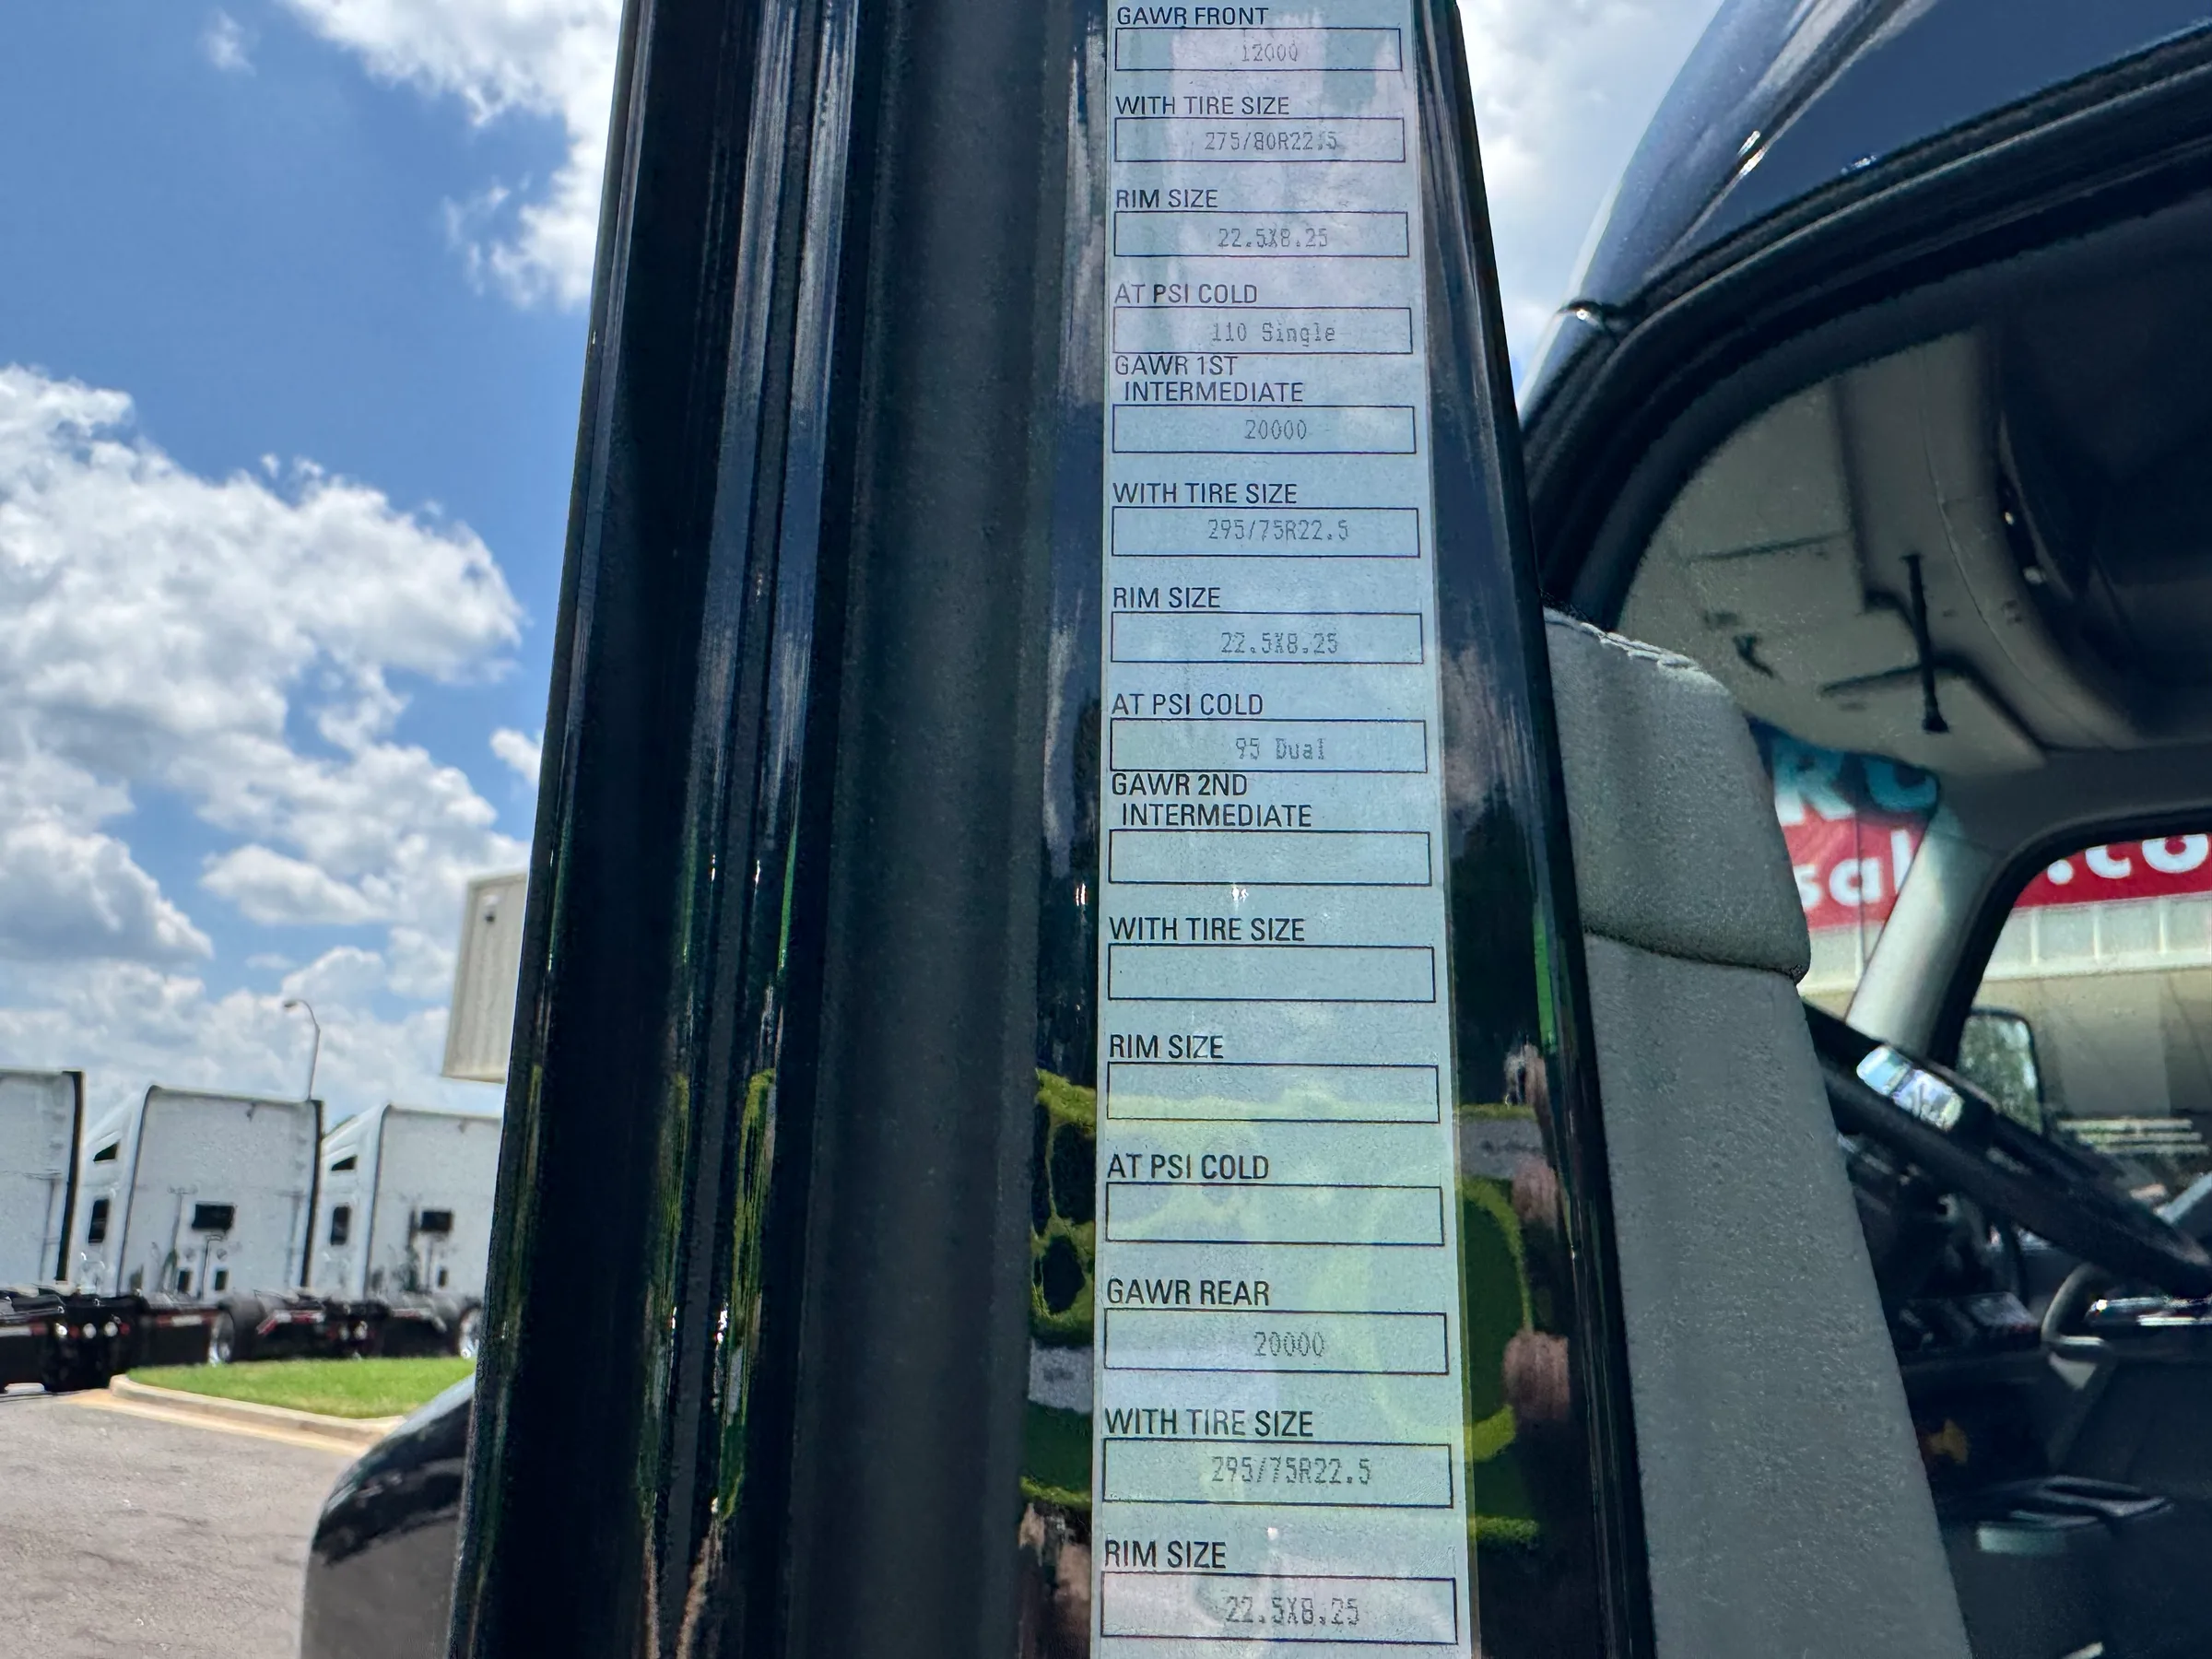 GAWR FRONT
12000
WITH TIRE SIZE
275/80R22.5
RIM SIZE
22.5X8.25
AT PSI COLD
110 Single
GAWR 1ST
INTERMEDIATE
20000
WITH TIRE SIZE
295/75R22.5
RIM SIZE
22.5X8.25
AT PSI COLD
95 Dual
GAWR 2ND
INTERMEDIATE
WITH TIRE SIZE
RIM SIZE
AT PSI COLD
GAWR REAR
20000
WITH TIRE SIZE
295/75R22.5
RIM SIZE
22.5X8.25
.co